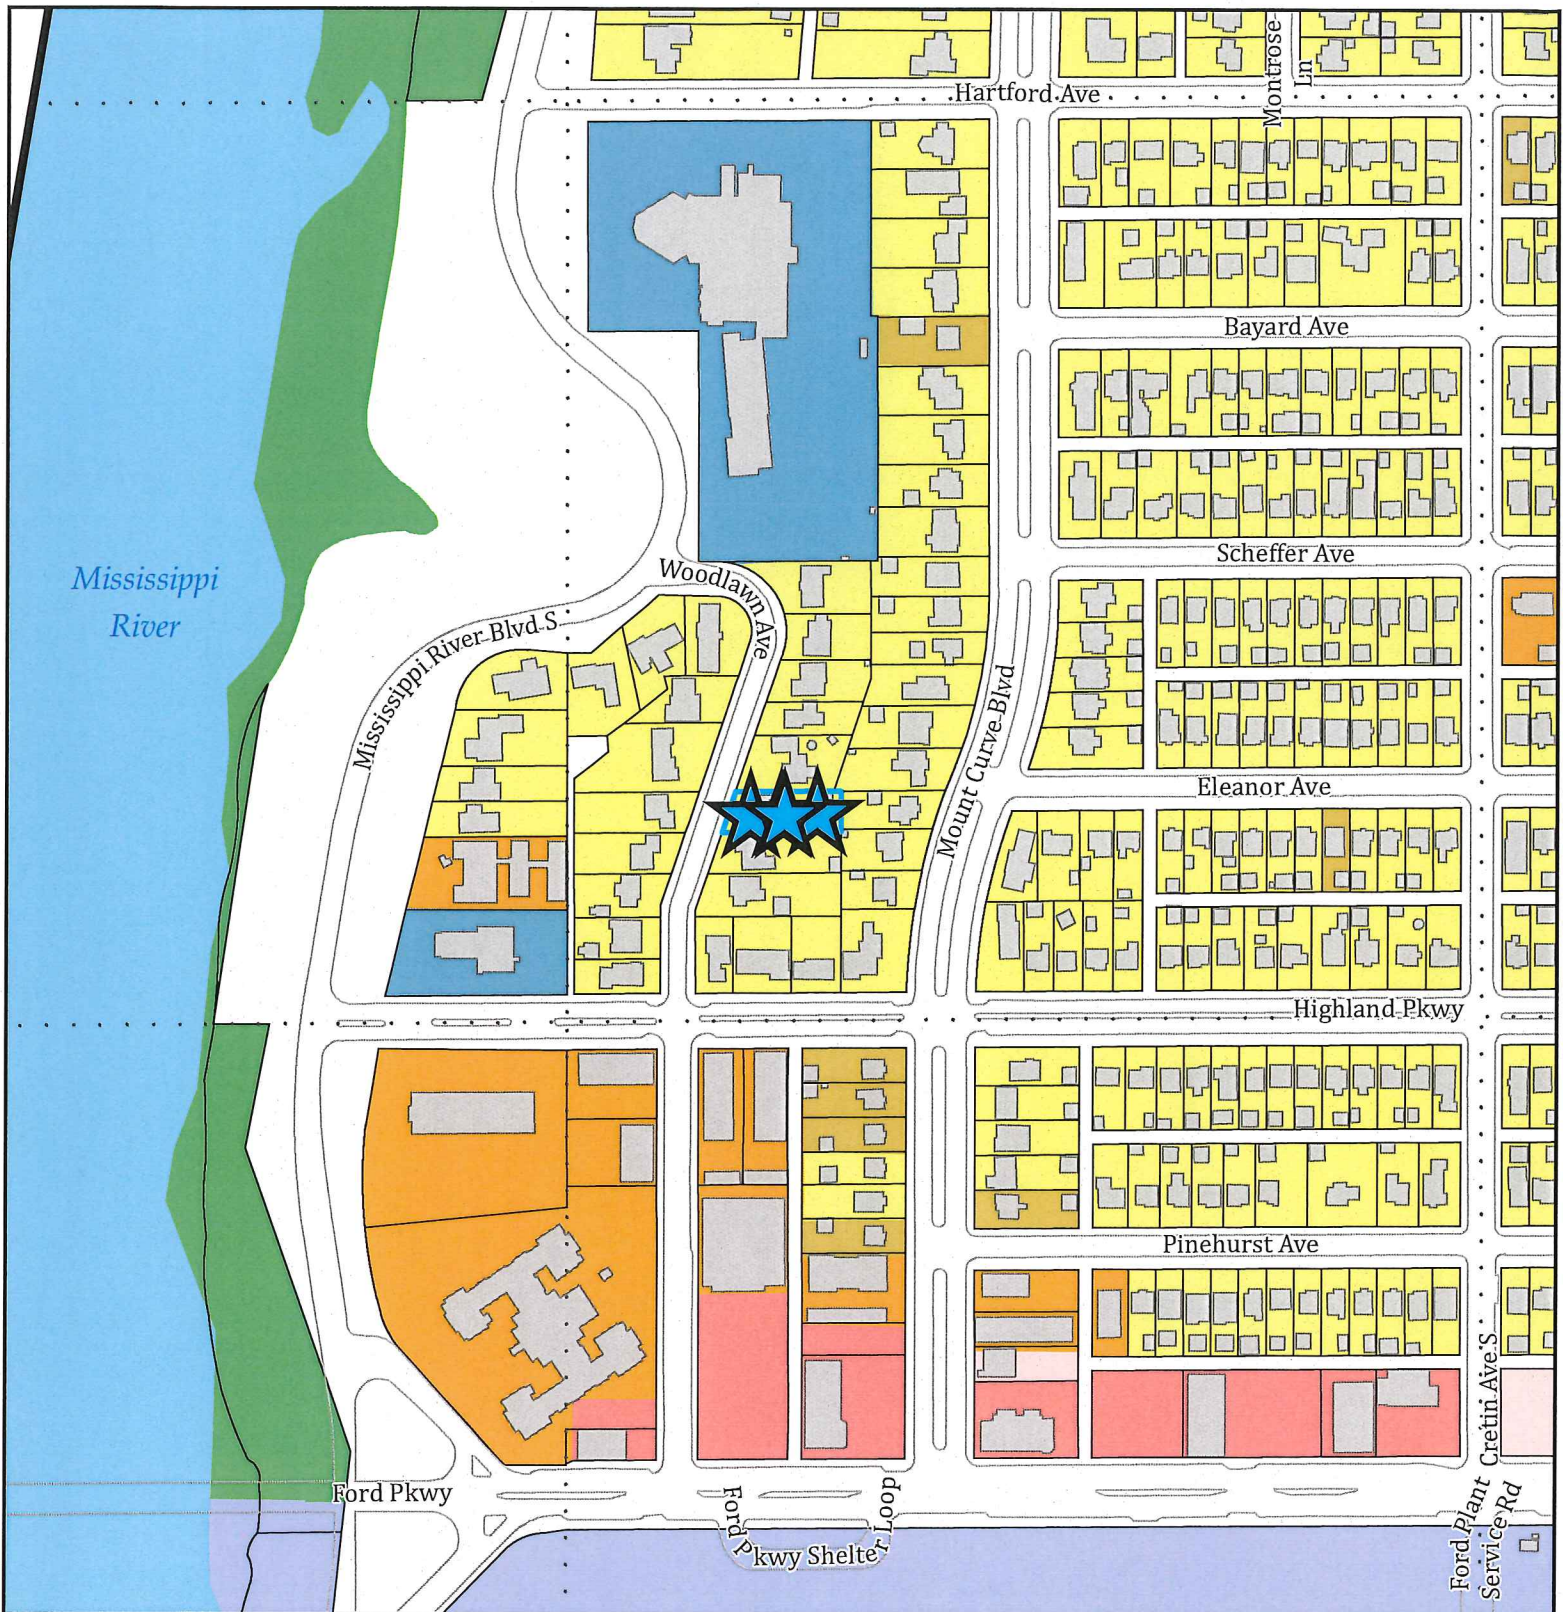 Montrose
Ln
Hartford Ave
Bayard Ave
Scheffer Ave
Woodlawn Ave
Mississippi
River
Mississippi River Blvd S
Mount Curve Blvd
Eleanor Ave
Highland Pkwy
Pinehurst Ave
Cretin Ave S
Ford Pkwy
Ford Pkwy Shelter Loop
Ford Plant
Service Rd